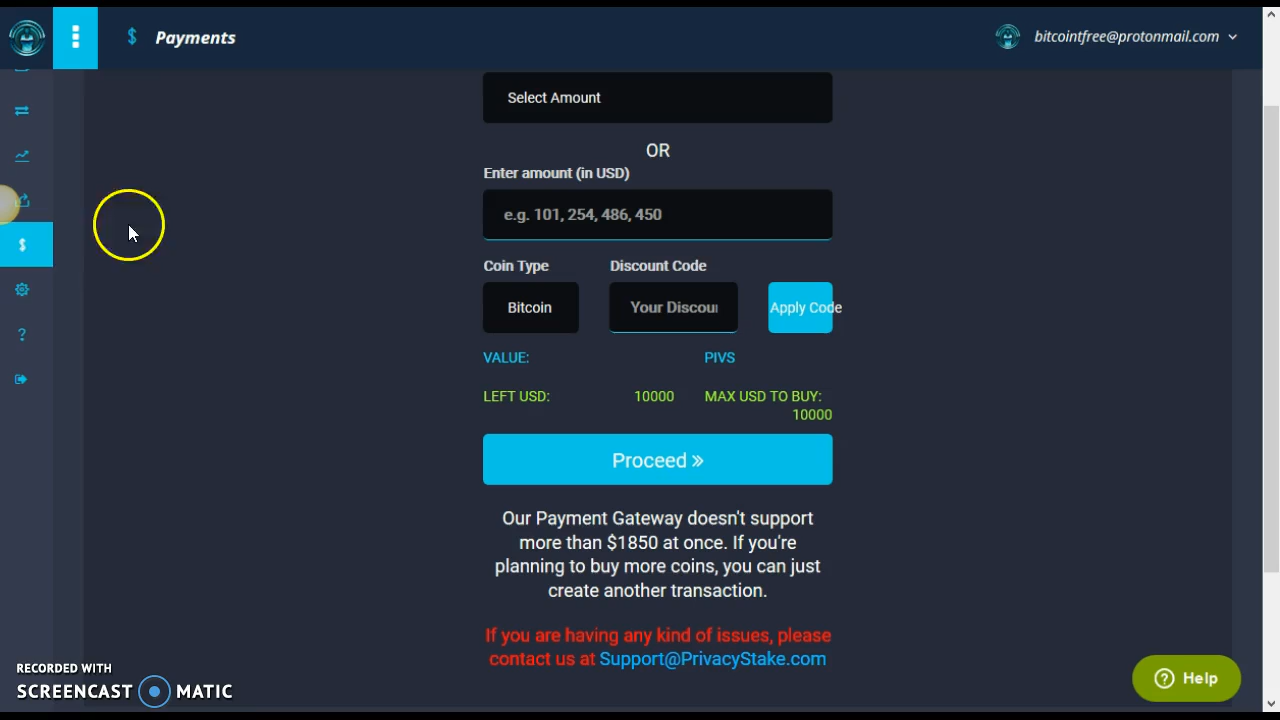 Payments
bitcointfree@protonmail.com
Select Amount
OR
Enter amount (in USD)
e.g. 101, 254, 486, 450
Coin Type Discount Code
Bitcoin Your Discou Apply Code
VALUE: PIVS
LEFT USD: 10000 MAX USD TO BUY:
10000
Proceed »
Our Payment Gateway doesn't support
more than $1850 at once. If you're
planning to buy more coins, you can just
create another transaction.
If you are having any kind of issues, please
contact us at Support@PrivacyStake.com
RECORDED WITH
SCREENCAST MATIC
? Help